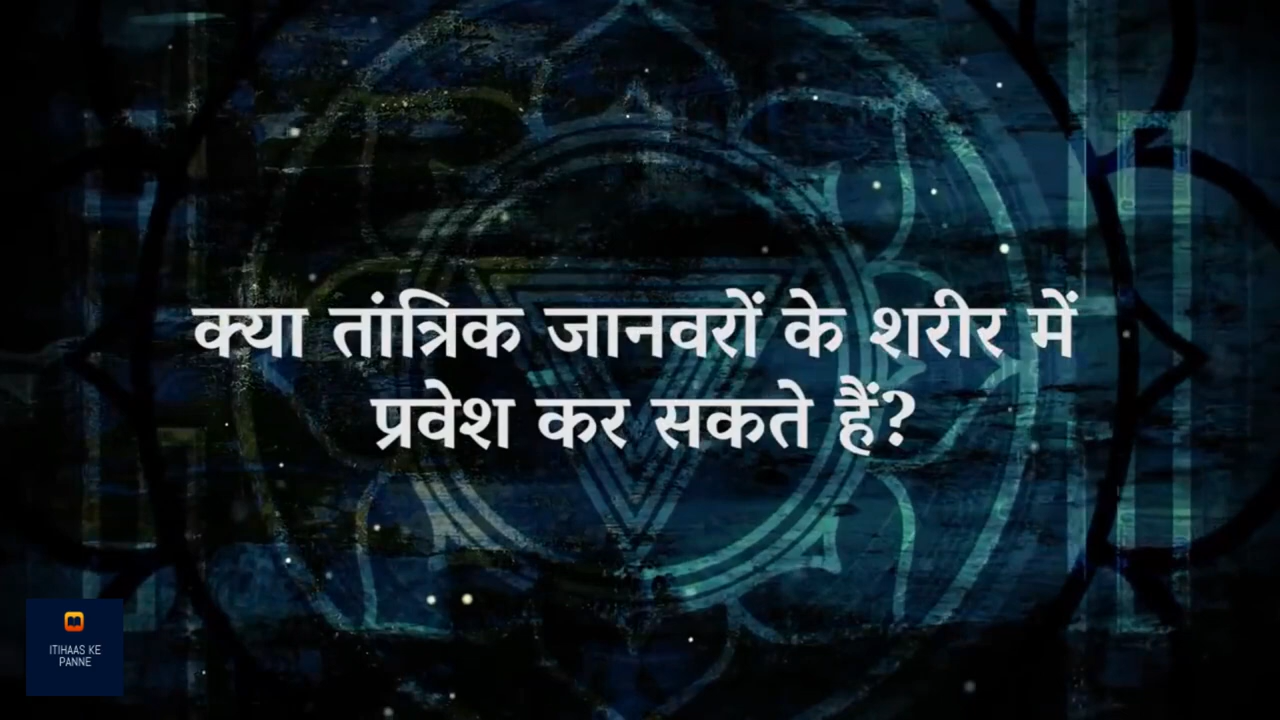 क्या तांत्रिक जानवरों के शरीर में
प्रवेश कर सकते हैं?
ITIHAAS KE
PANNE